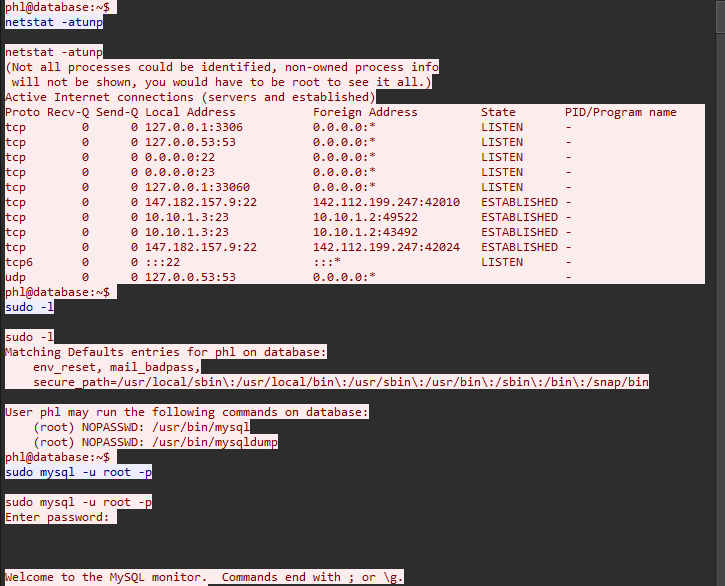 phl@database:~$
netstat -atunp
netstat -atunp
(Not all processes could be identified, non-owned process info
 will not be shown, you would have to be root to see it all.)
Active Internet connections (servers and established)
Proto Recv-Q Send-Q Local Address           Foreign Address         State       PID/Program name
tcp        0      0 127.0.0.1:3306          0.0.0.0:*               LISTEN      -
tcp        0      0 127.0.0.53:53           0.0.0.0:*               LISTEN      -
tcp        0      0 0.0.0.0:22              0.0.0.0:*               LISTEN      -
tcp        0      0 0.0.0.0:23              0.0.0.0:*               LISTEN      -
tcp        0      0 127.0.0.1:33060         0.0.0.0:*               LISTEN      -
tcp        0      0 147.182.157.9:22        142.112.199.247:42010   ESTABLISHED -
tcp        0      0 10.10.1.3:23            10.10.1.2:49522         ESTABLISHED -
tcp        0      0 10.10.1.3:23            10.10.1.2:43492         ESTABLISHED -
tcp        0      0 147.182.157.9:22        142.112.199.247:42024   ESTABLISHED -
tcp6       0      0 :::22                   :::*                    LISTEN      -
udp        0      0 127.0.0.53:53           0.0.0.0:*                           -
phl@database:~$
sudo -l
sudo -l
Matching Defaults entries for phl on database:
    env_reset, mail_badpass,
    secure_path=/usr/local/sbin\:/usr/local/bin\:/usr/sbin\:/usr/bin\:/sbin\:/bin\:/snap/bin
User phl may run the following commands on database:
    (root) NOPASSWD: /usr/bin/mysql
    (root) NOPASSWD: /usr/bin/mysqldump
phl@database:~$
sudo mysql -u root -p
sudo mysql -u root -p
Enter password:
Welcome to the MySQL monitor.  Commands end with ; or \g.